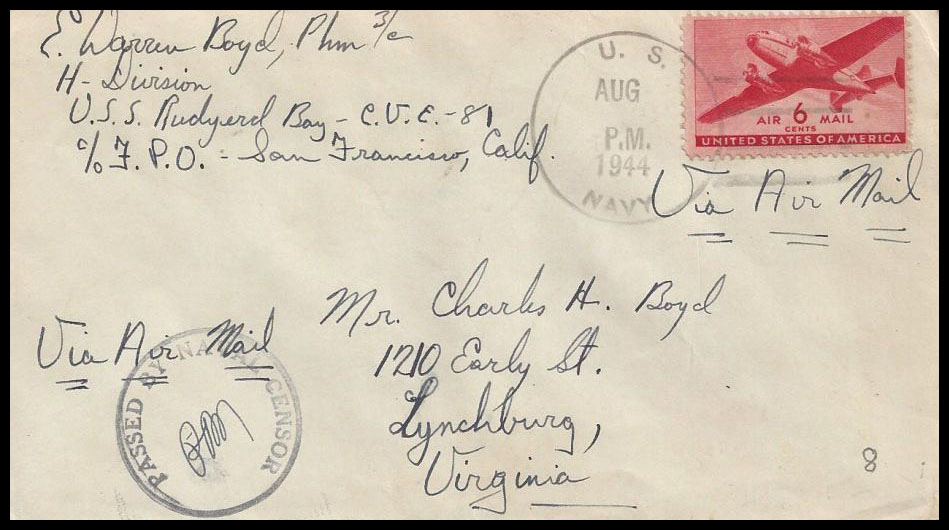 E. Warren Boyd, Phm 3/c
H-Division
U.S.S. Rudyerd Bay - C.V.E.-81
c/o F.P.O. - San Francisco, Calif.
U. S.
AUG
P.M.
1944
NAVY
AIR 6 MAIL
CENTS
UNITED STATES OF AMERICA
Via Air Mail
Mr. Charles H. Boyd
1210 Early St.
Lynchburg,
Virginia
Via Air Mail
PASSED BY NAVAL CENSOR
8